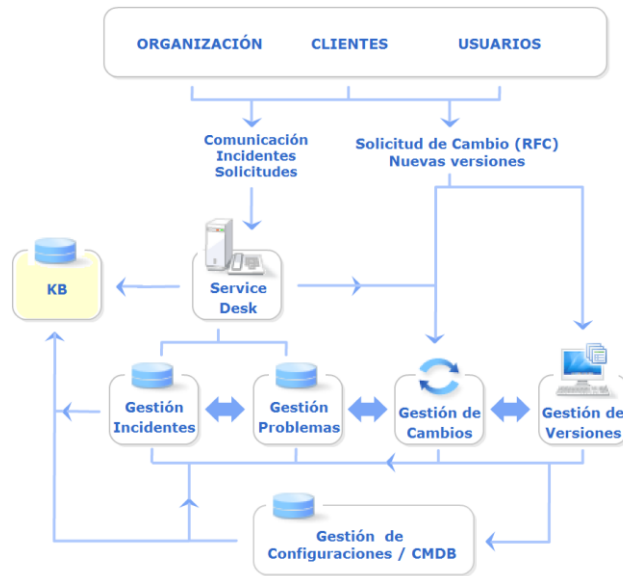 ORGANIZACIÓN CLIENTES USUARIOS
Comunicación
Incidentes
Solicitudes
Solicitud de Cambio (RFC)
Nuevas versiones
KB
Service
Desk
Gestión
Incidentes
Gestión
Problemas
Gestión de
Cambios
Gestión de
Versiones
Gestión de
Configuraciones / CMDB